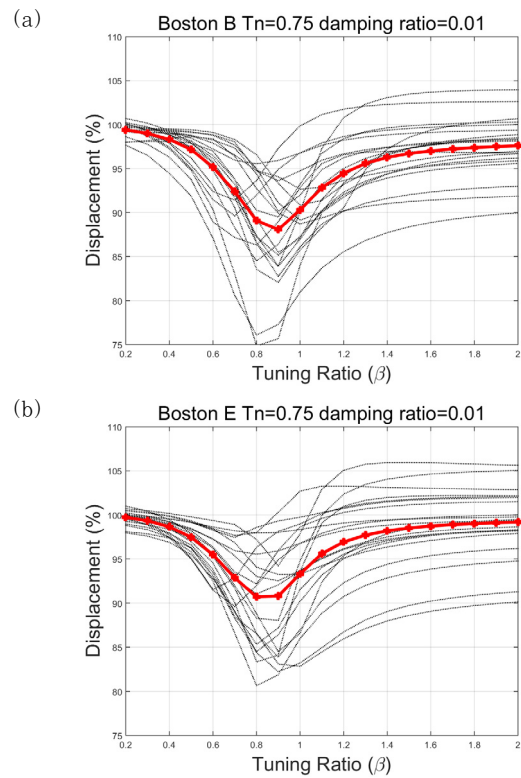 (a)
Boston B Tn=0.75 damping ratio=0.01
Displacement (%)
110
105
100
95
90
85
80
75
0.2 0.4 0.6 0.8 1 1.2 1.4 1.6 1.8 2
Tuning Ratio (β)
(b)
Boston E Tn=0.75 damping ratio=0.01
Displacement (%)
110
105
100
95
90
85
80
75
0.2 0.4 0.6 0.8 1 1.2 1.4 1.6 1.8 2
Tuning Ratio (β)